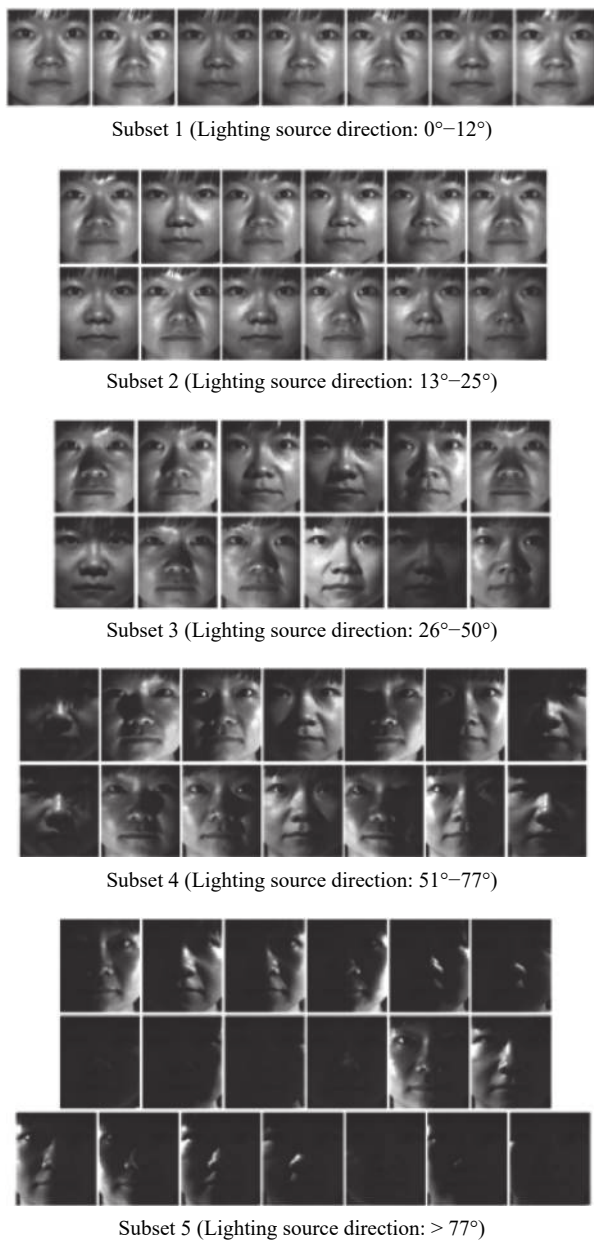 Subset 1 (Lighting source direction: 0°−12°)
Subset 2 (Lighting source direction: 13°−25°)
Subset 3 (Lighting source direction: 26°−50°)
Subset 4 (Lighting source direction: 51°−77°)
Subset 5 (Lighting source direction: > 77°)